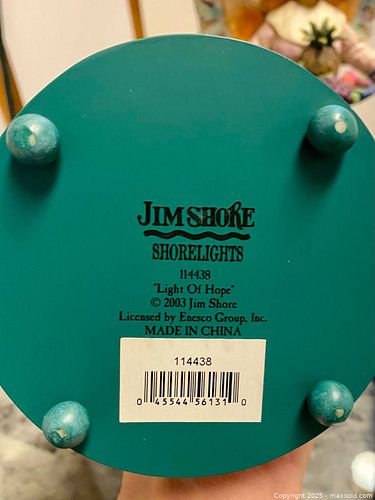 JIM SHORE
SHORELIGHTS
114438
"Light Of Hope"
© 2003 Jim Shore
Licensed by Enesco Group, Inc.
MADE IN CHINA
114438
0 45544 56131 0
Copyright 2025 - maxsold.com